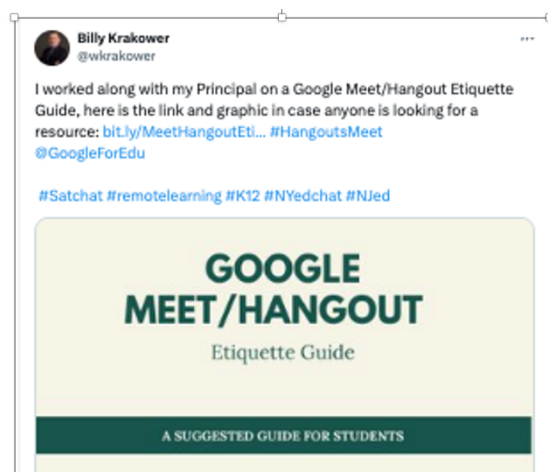 Billy Krakower
@wkrakower
I worked along with my Principal on a Google Meet/Hangout Etiquette
Guide, here is the link and graphic in case anyone is looking for a
resource: bit.ly/MeetHangoutEti... #HangoutsMeet
@GoogleForEdu
#Satchat #remotelearning #K12 #NYedchat #NJed
GOOGLE
MEET/HANGOUT
Etiquette Guide
A SUGGESTED GUIDE FOR STUDENTS